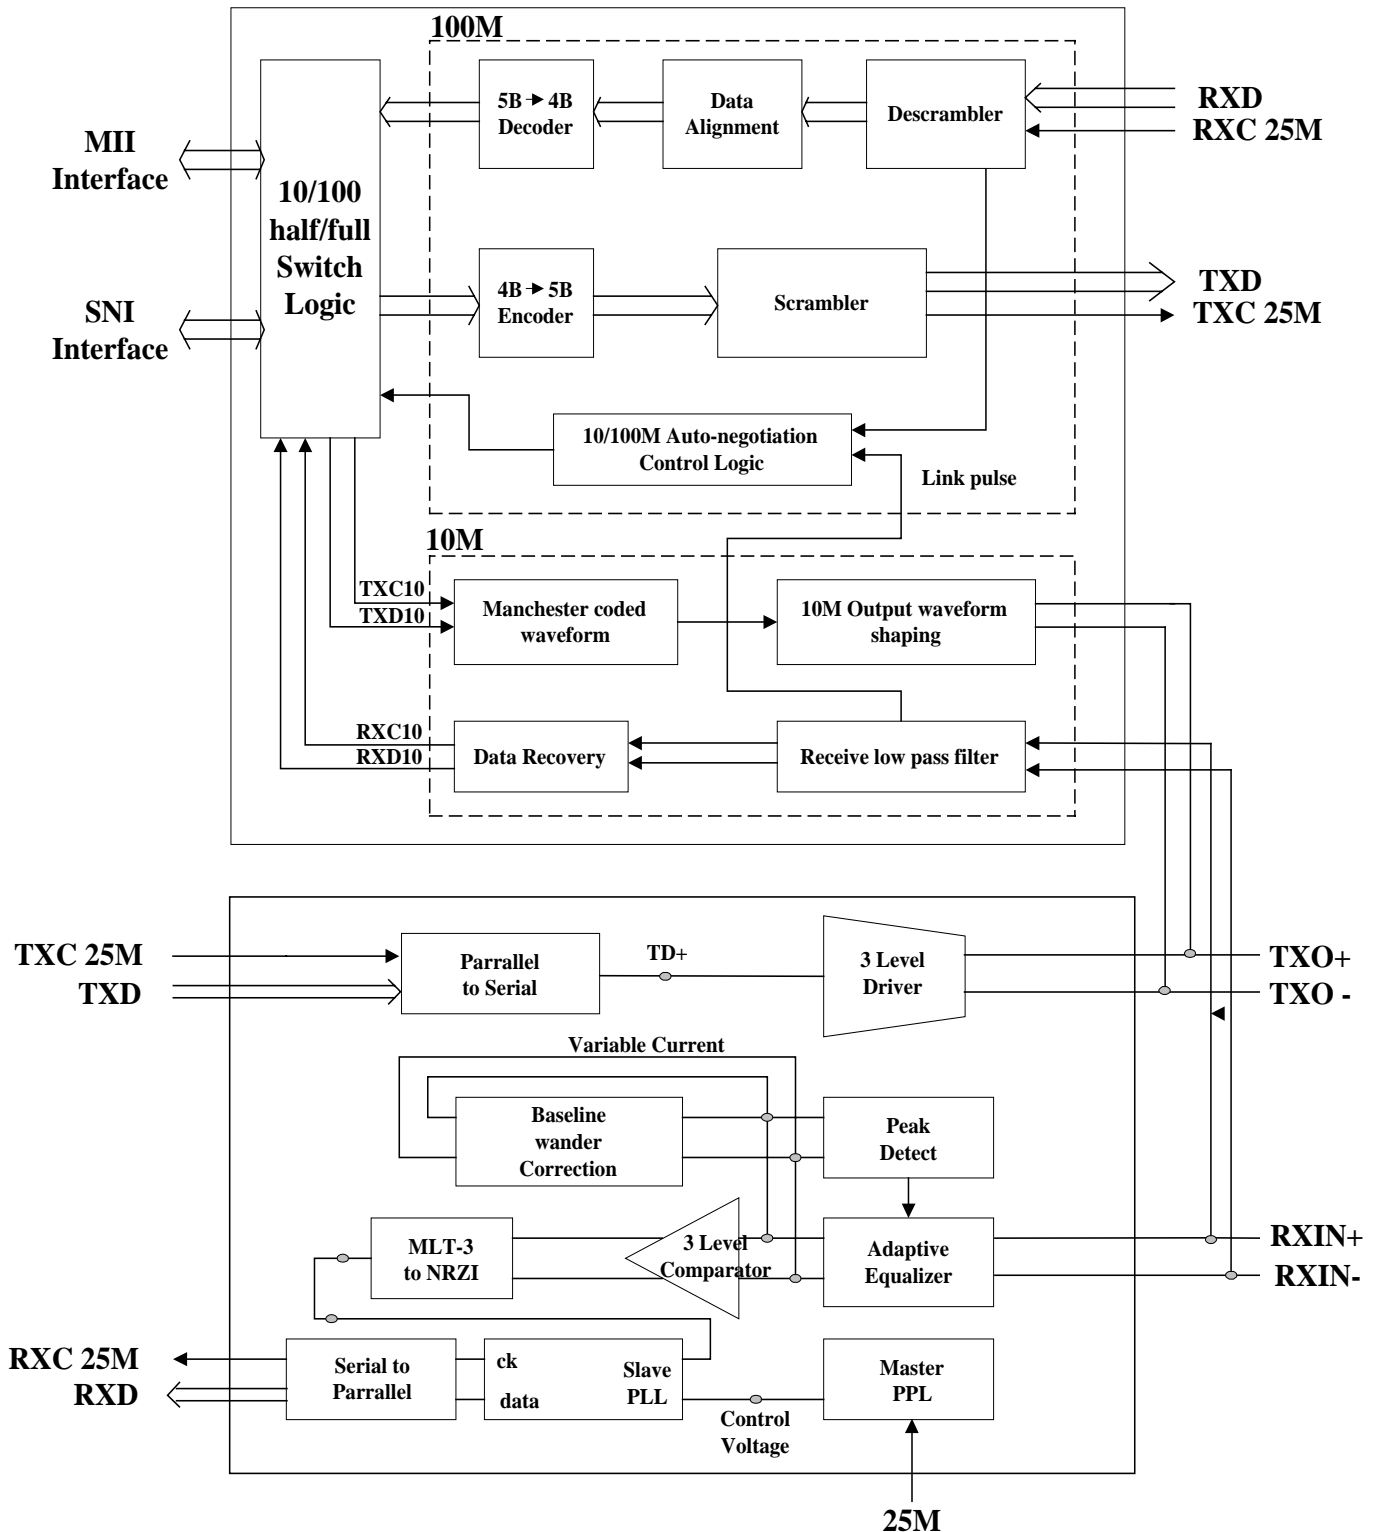 100M
5B → 4B
Decoder
Data
Alignment
Descrambler
RXD
RXC 25M
MII
Interface
10/100
half/full
Switch
Logic
SNI
Interface
4B → 5B
Encoder
Scrambler
TXD
TXC 25M
10/100M Auto-negotiation
Control Logic
Link pulse
10M
TXC10
TXD10
Manchester coded
waveform
10M Output waveform
shaping
RXC10
RXD10
Data Recovery
Receive low pass filter
TXC 25M
TXD
Parrallel
to Serial
TD+
3 Level
Driver
TXO+
TXO -
Variable Current
Baseline
wander
Correction
Peak
Detect
MLT-3
to NRZI
3 Level
Comparator
Adaptive
Equalizer
RXIN+
RXIN-
RXC 25M
RXD
Serial to
Parrallel
ck
data
Slave
PLL
Control
Voltage
Master
PPL
25M